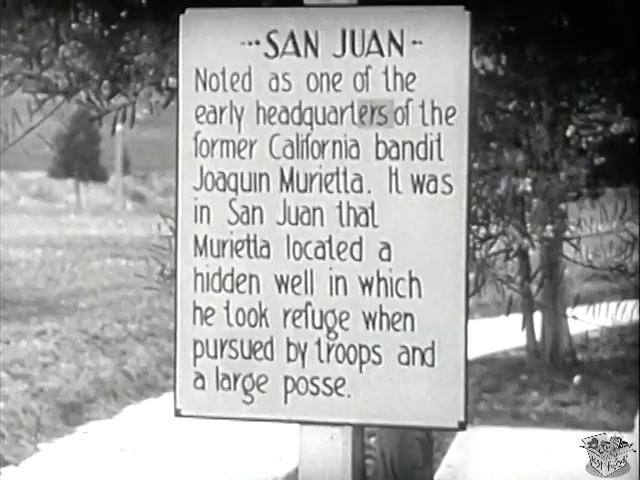 --SAN JUAN--
Noted as one of the
early headquarters of the
former California bandit
Joaquin Murietta. It was
in San Juan that
Murietta located a
hidden well in which
he took refuge when
pursued by troops and
a large posse.